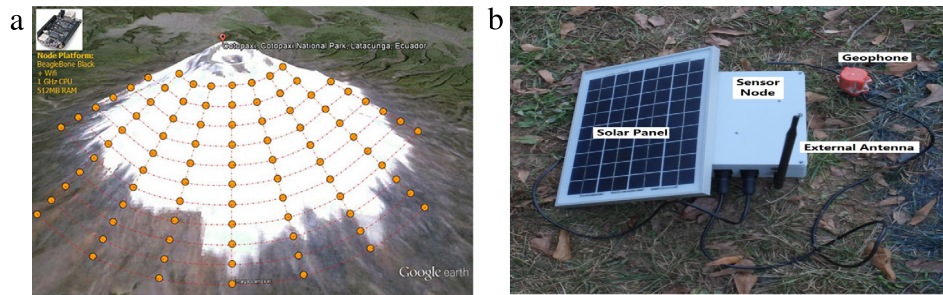 a
Cotopaxi, Cotopaxi National Park, Latacunga, Ecuador
Node Platform:
BeagleBone Black
+ Wifi
1 GHz CPU
512MB RAM
Google earth
b
Geophone
Sensor
Node
Solar Panel
External Antenna